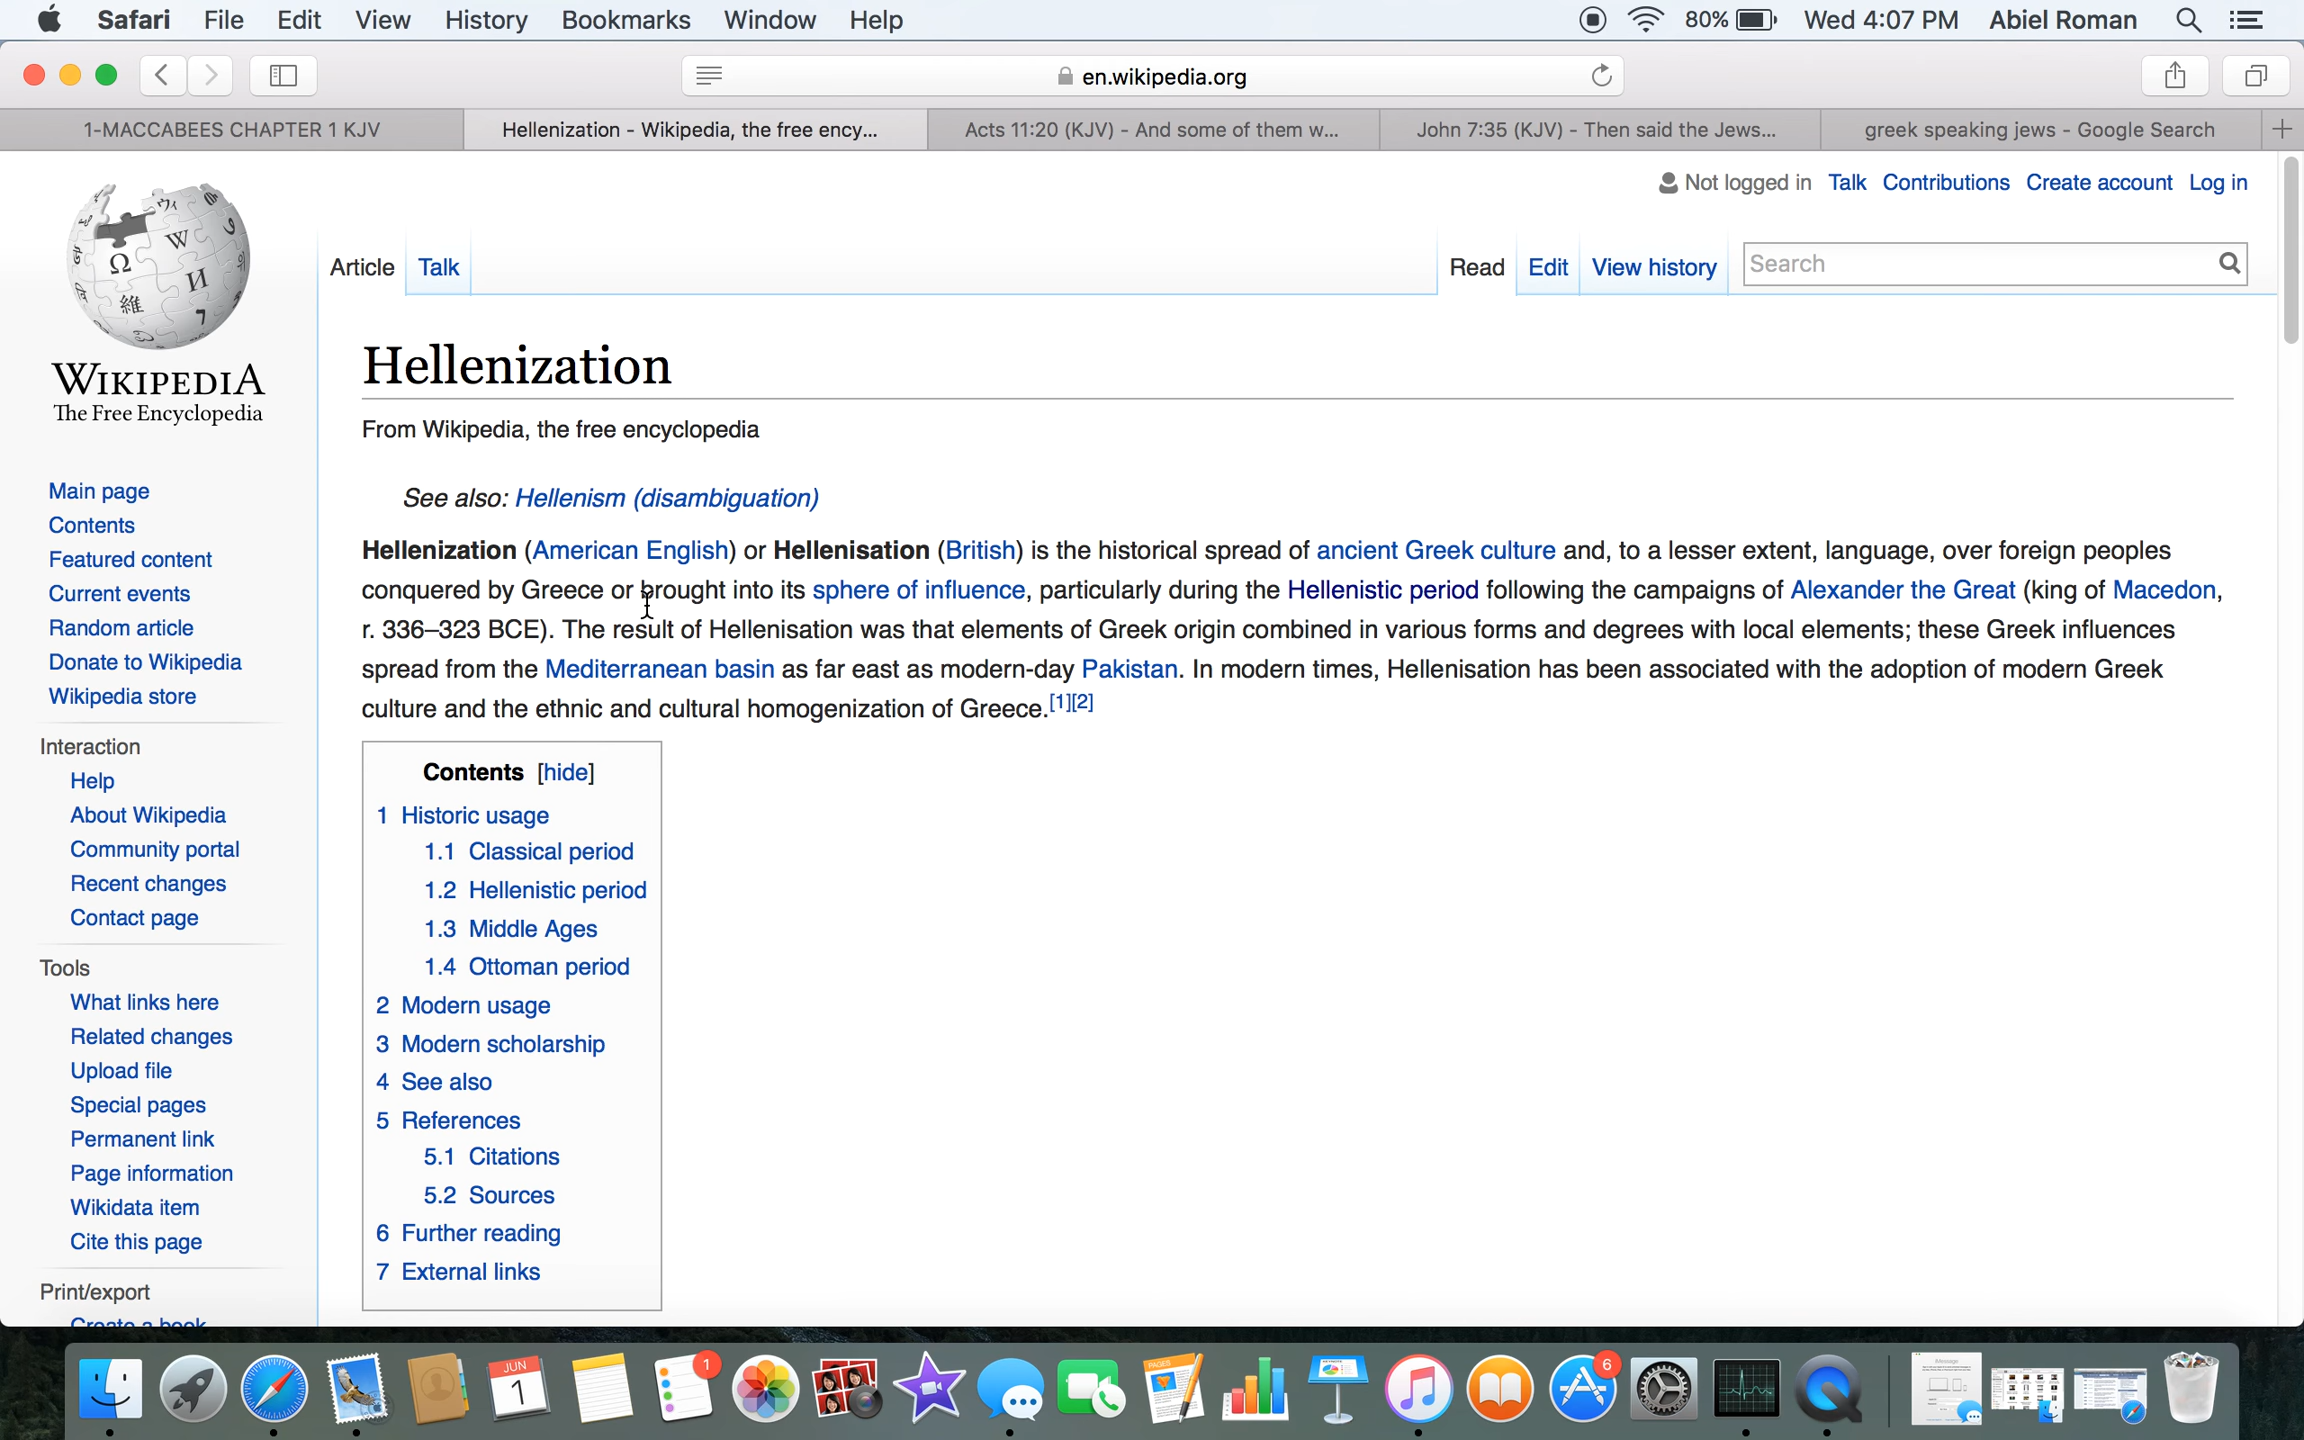 Safari File Edit View History Bookmarks Window Help 80% Wed 4:07 PM Abiel Roman
en.wikipedia.org
1-MACCABEES CHAPTER 1 KJV
Hellenization - Wikipedia, the free ency...
Acts 11:20 (KJV) - And some of them w...
John 7:35 (KJV) - Then said the Jews...
greek speaking jews - Google Search
Not logged in Talk Contributions Create account Log in
Article Talk Read Edit View history Search
WIKIPEDIA
The Free Encyclopedia
Main page
Contents
Featured content
Current events
Random article
Donate to Wikipedia
Wikipedia store
Interaction
Help
About Wikipedia
Community portal
Recent changes
Contact page
Tools
What links here
Related changes
Upload file
Special pages
Permanent link
Page information
Wikidata item
Cite this page
Print/export
Create a book
Hellenization
From Wikipedia, the free encyclopedia
See also: Hellenism (disambiguation)
Hellenization (American English) or Hellenisation (British) is the historical spread of ancient Greek culture and, to a lesser extent, language, over foreign peoples
conquered by Greece or brought into its sphere of influence, particularly during the Hellenistic period following the campaigns of Alexander the Great (king of Macedon,
r. 336–323 BCE). The result of Hellenisation was that elements of Greek origin combined in various forms and degrees with local elements; these Greek influences
spread from the Mediterranean basin as far east as modern-day Pakistan. In modern times, Hellenisation has been associated with the adoption of modern Greek
culture and the ethnic and cultural homogenization of Greece.[1][2]
Contents [hide]
1 Historic usage
1.1 Classical period
1.2 Hellenistic period
1.3 Middle Ages
1.4 Ottoman period
2 Modern usage
3 Modern scholarship
4 See also
5 References
5.1 Citations
5.2 Sources
6 Further reading
7 External links
JUN
1
1
PAGES
6